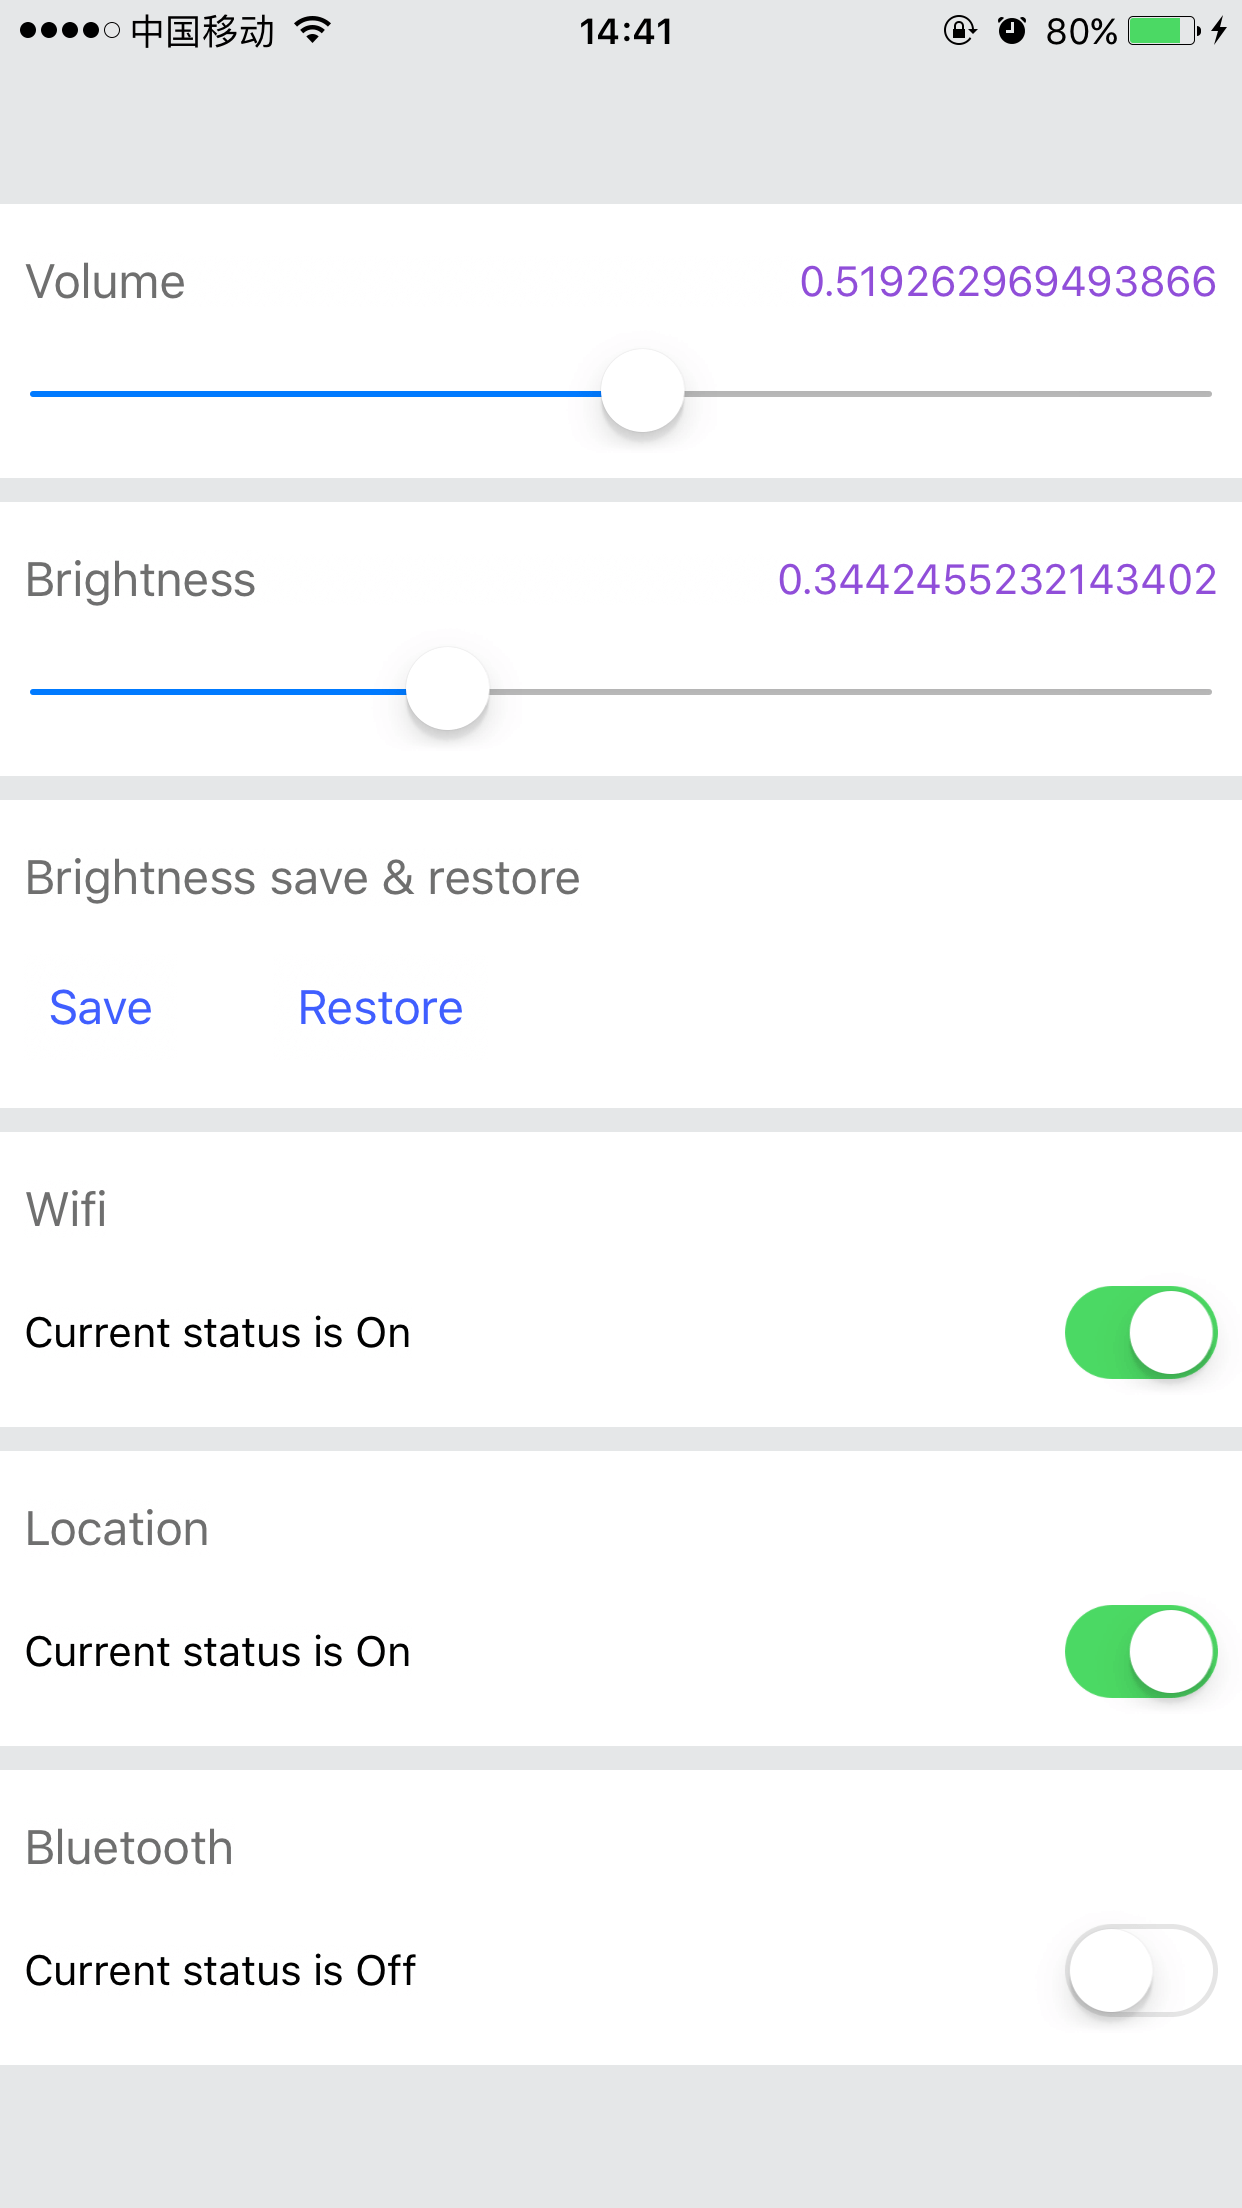 中国移动 14:41 80%
Volume 0.519262969493866
Brightness 0.3442455232143402
Brightness save & restore
Save Restore
Wifi
Current status is On
Location
Current status is On
Bluetooth
Current status is Off